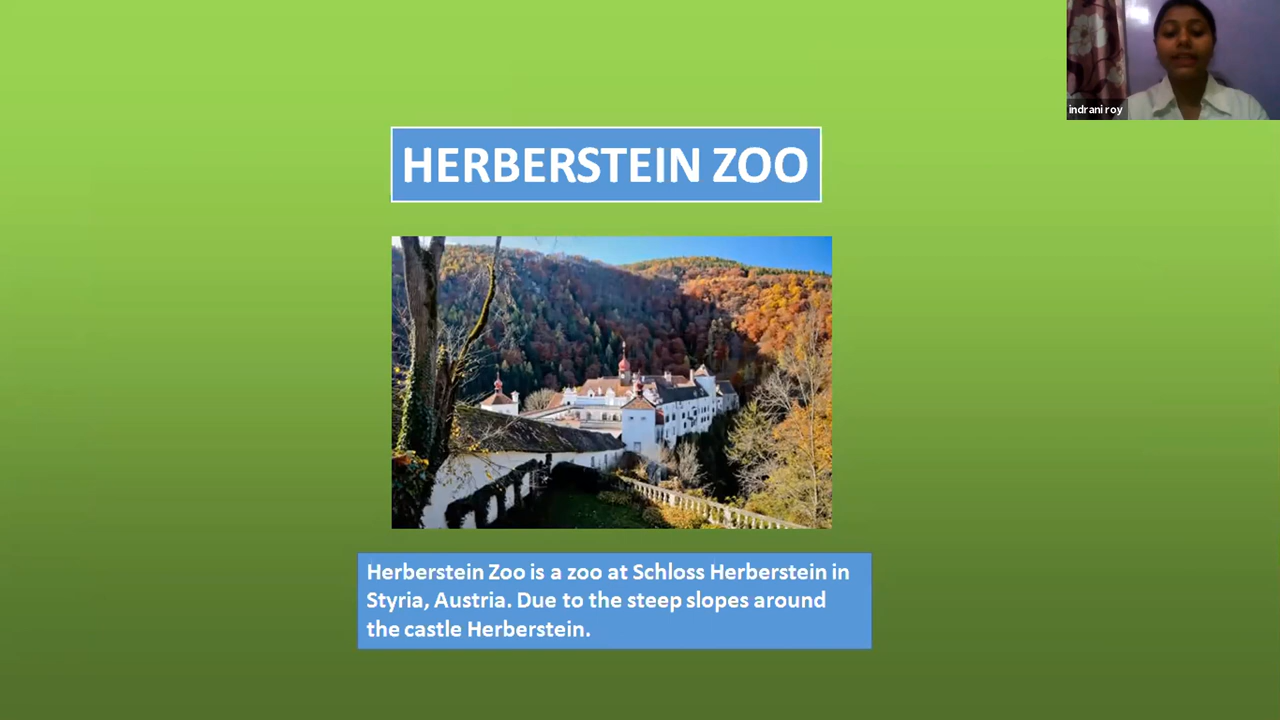 indrani roy
HERBERSTEIN ZOO
Herberstein Zoo is a zoo at Schloss Herberstein in
Styria, Austria. Due to the steep slopes around
the castle Herberstein.